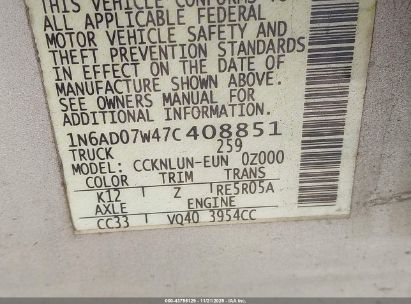 THIS VEHICLE CONFORMS TO
ALL APPLICABLE FEDERAL
MOTOR VEHICLE SAFETY AND
THEFT PREVENTION STANDARDS
IN EFFECT ON THE DATE OF
MANUFACTURE SHOWN ABOVE.
SEE OWNERS MANUAL FOR
ADDITIONAL INFORMATION.
1N6AD07W47C408851
TRUCK 259
MODEL: CCKNLUN-EUN 0Z000
COLOR TRIM TRANS
K12 Z RE5R05A
AXLE ENGINE
CC33 VQ40 3954CC